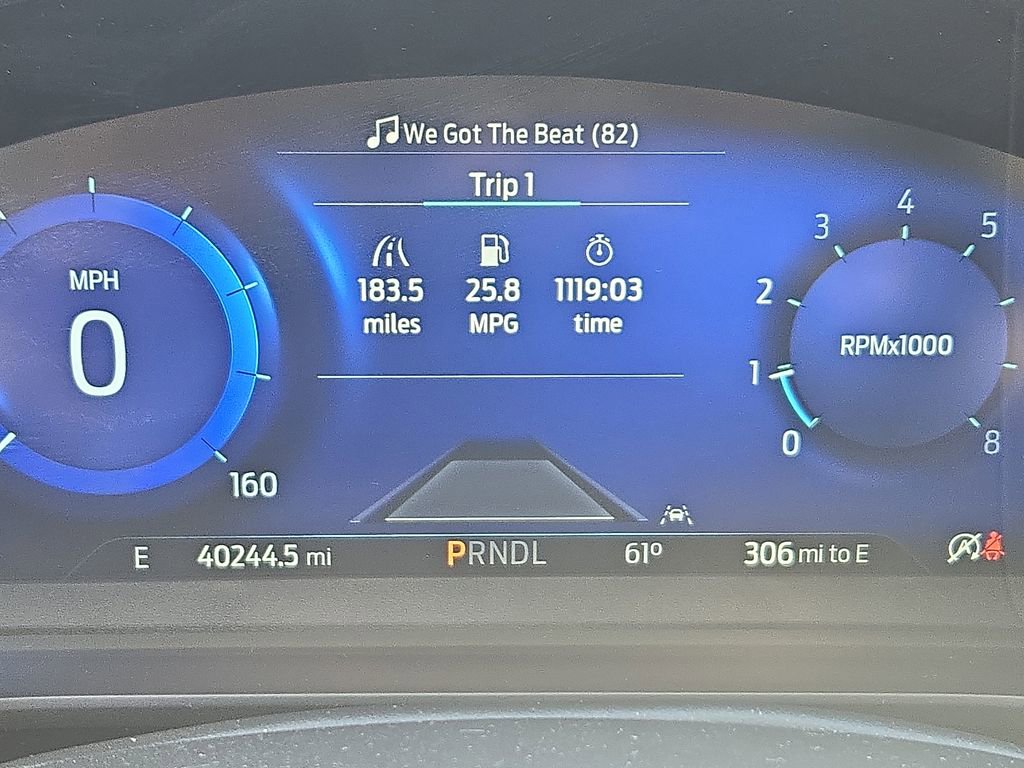 We Got The Beat (82)
Trip 1
183.5 25.8 1119:03
miles MPG time
MPH
0
160
0 1 2 3 4 5 8
RPMx1000
E 40244.5 mi PRNDL 61º 306 mi to E